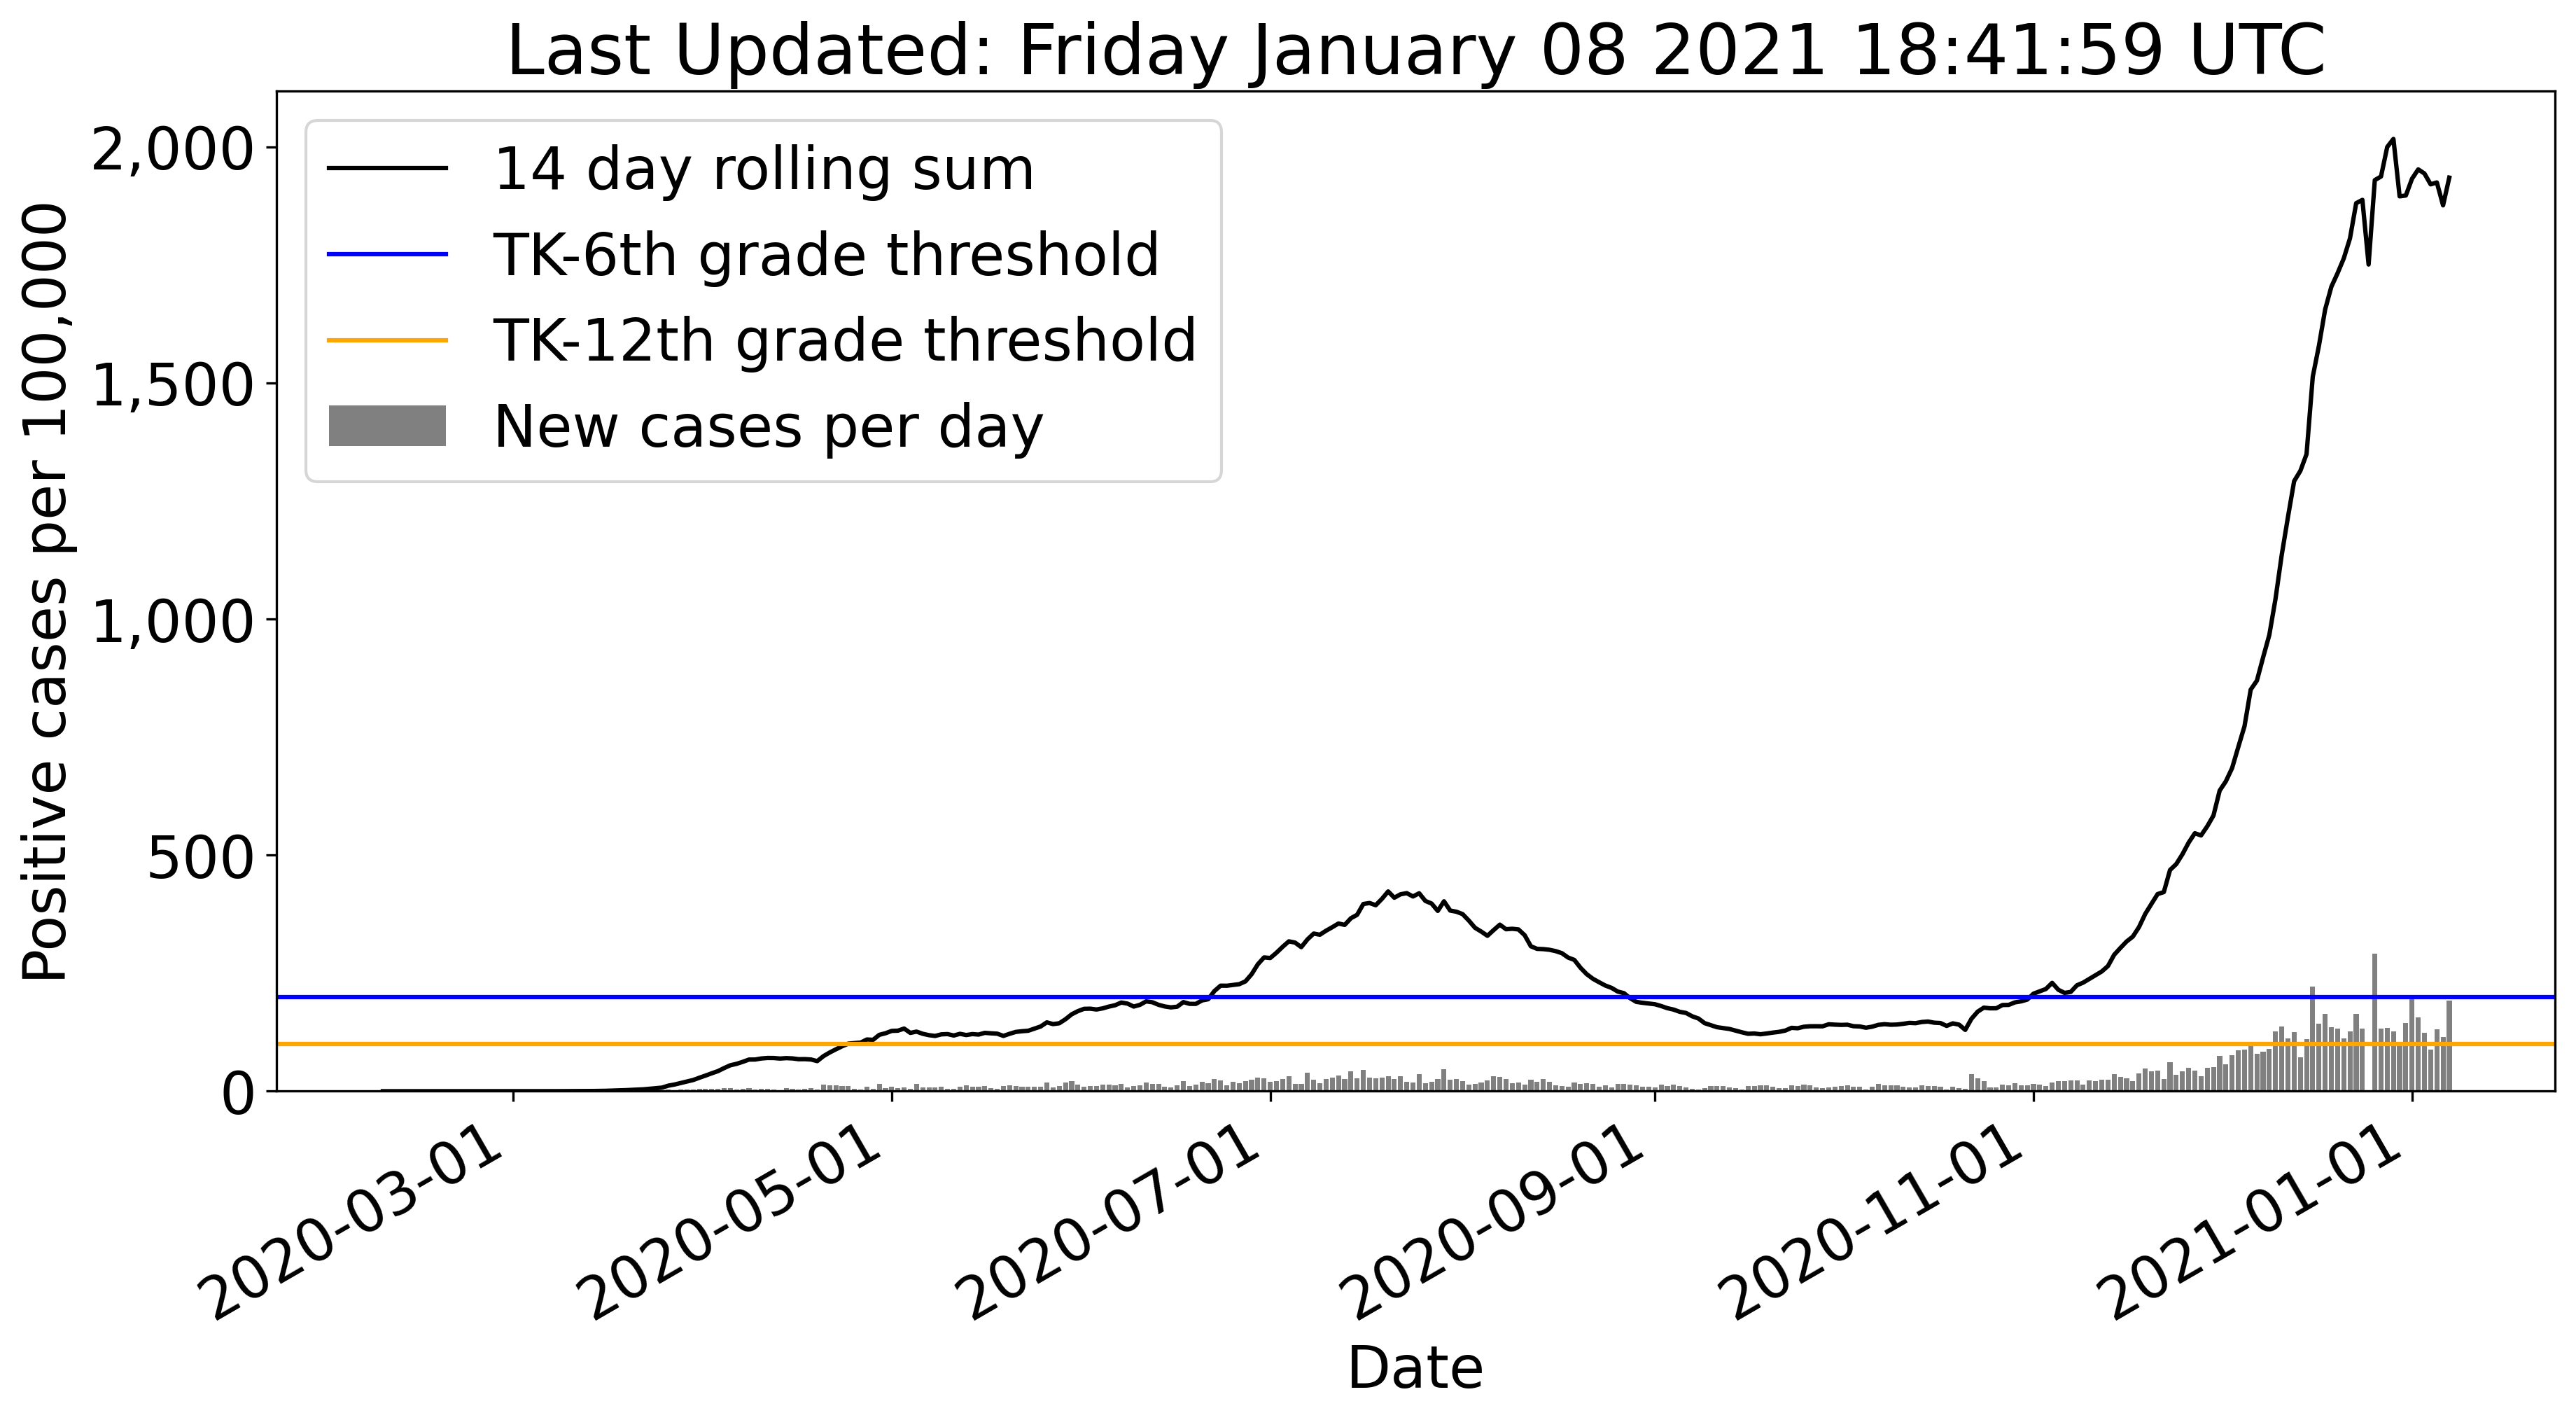 Last Updated: Friday January 08 2021 18:41:59 UTC
14 day rolling sum
TK-6th grade threshold
TK-12th grade threshold
New cases per day
Positive cases per 100,000
2,000
1,500
1,000
500
0
2020-03-01
2020-05-01
2020-07-01
2020-09-01
2020-11-01
2021-01-01
Date